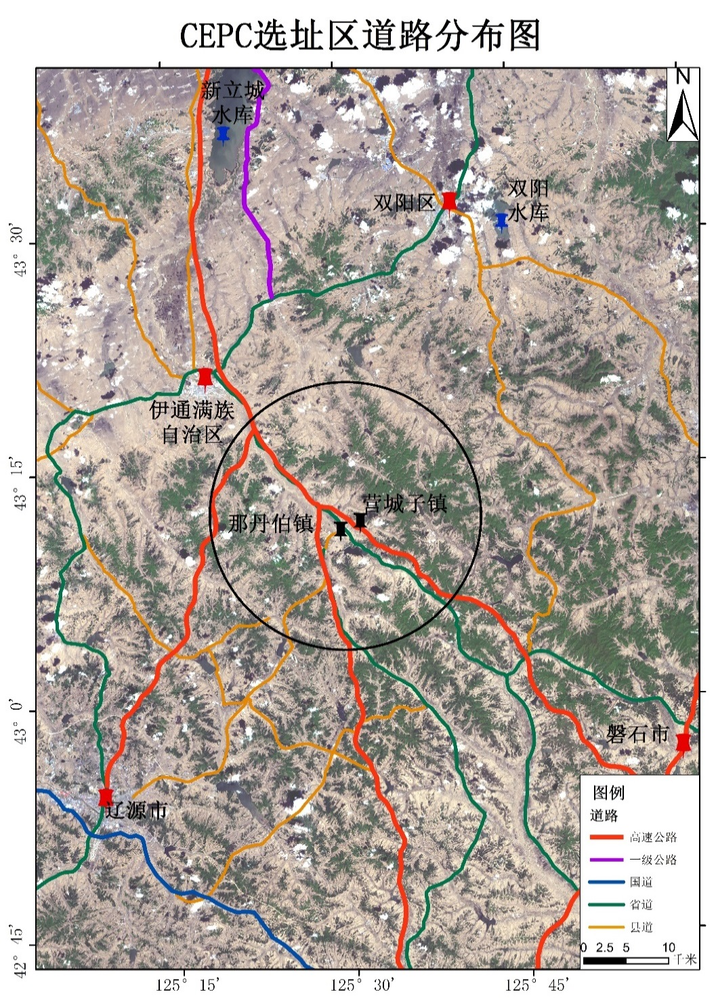 CEPC选址区道路分布图
N
新立城
水库
双阳
双阳区
水库
43° 30′
伊通满族
自治区
43° 15′
营城子镇
那丹伯镇
43° 0′
磐石市
辽源市
图例
道路
高速公路
一级公路
国道
省道
县道
42° 45′
0 2.5 5 10
千米
125° 15′ 125° 30′ 125° 45′